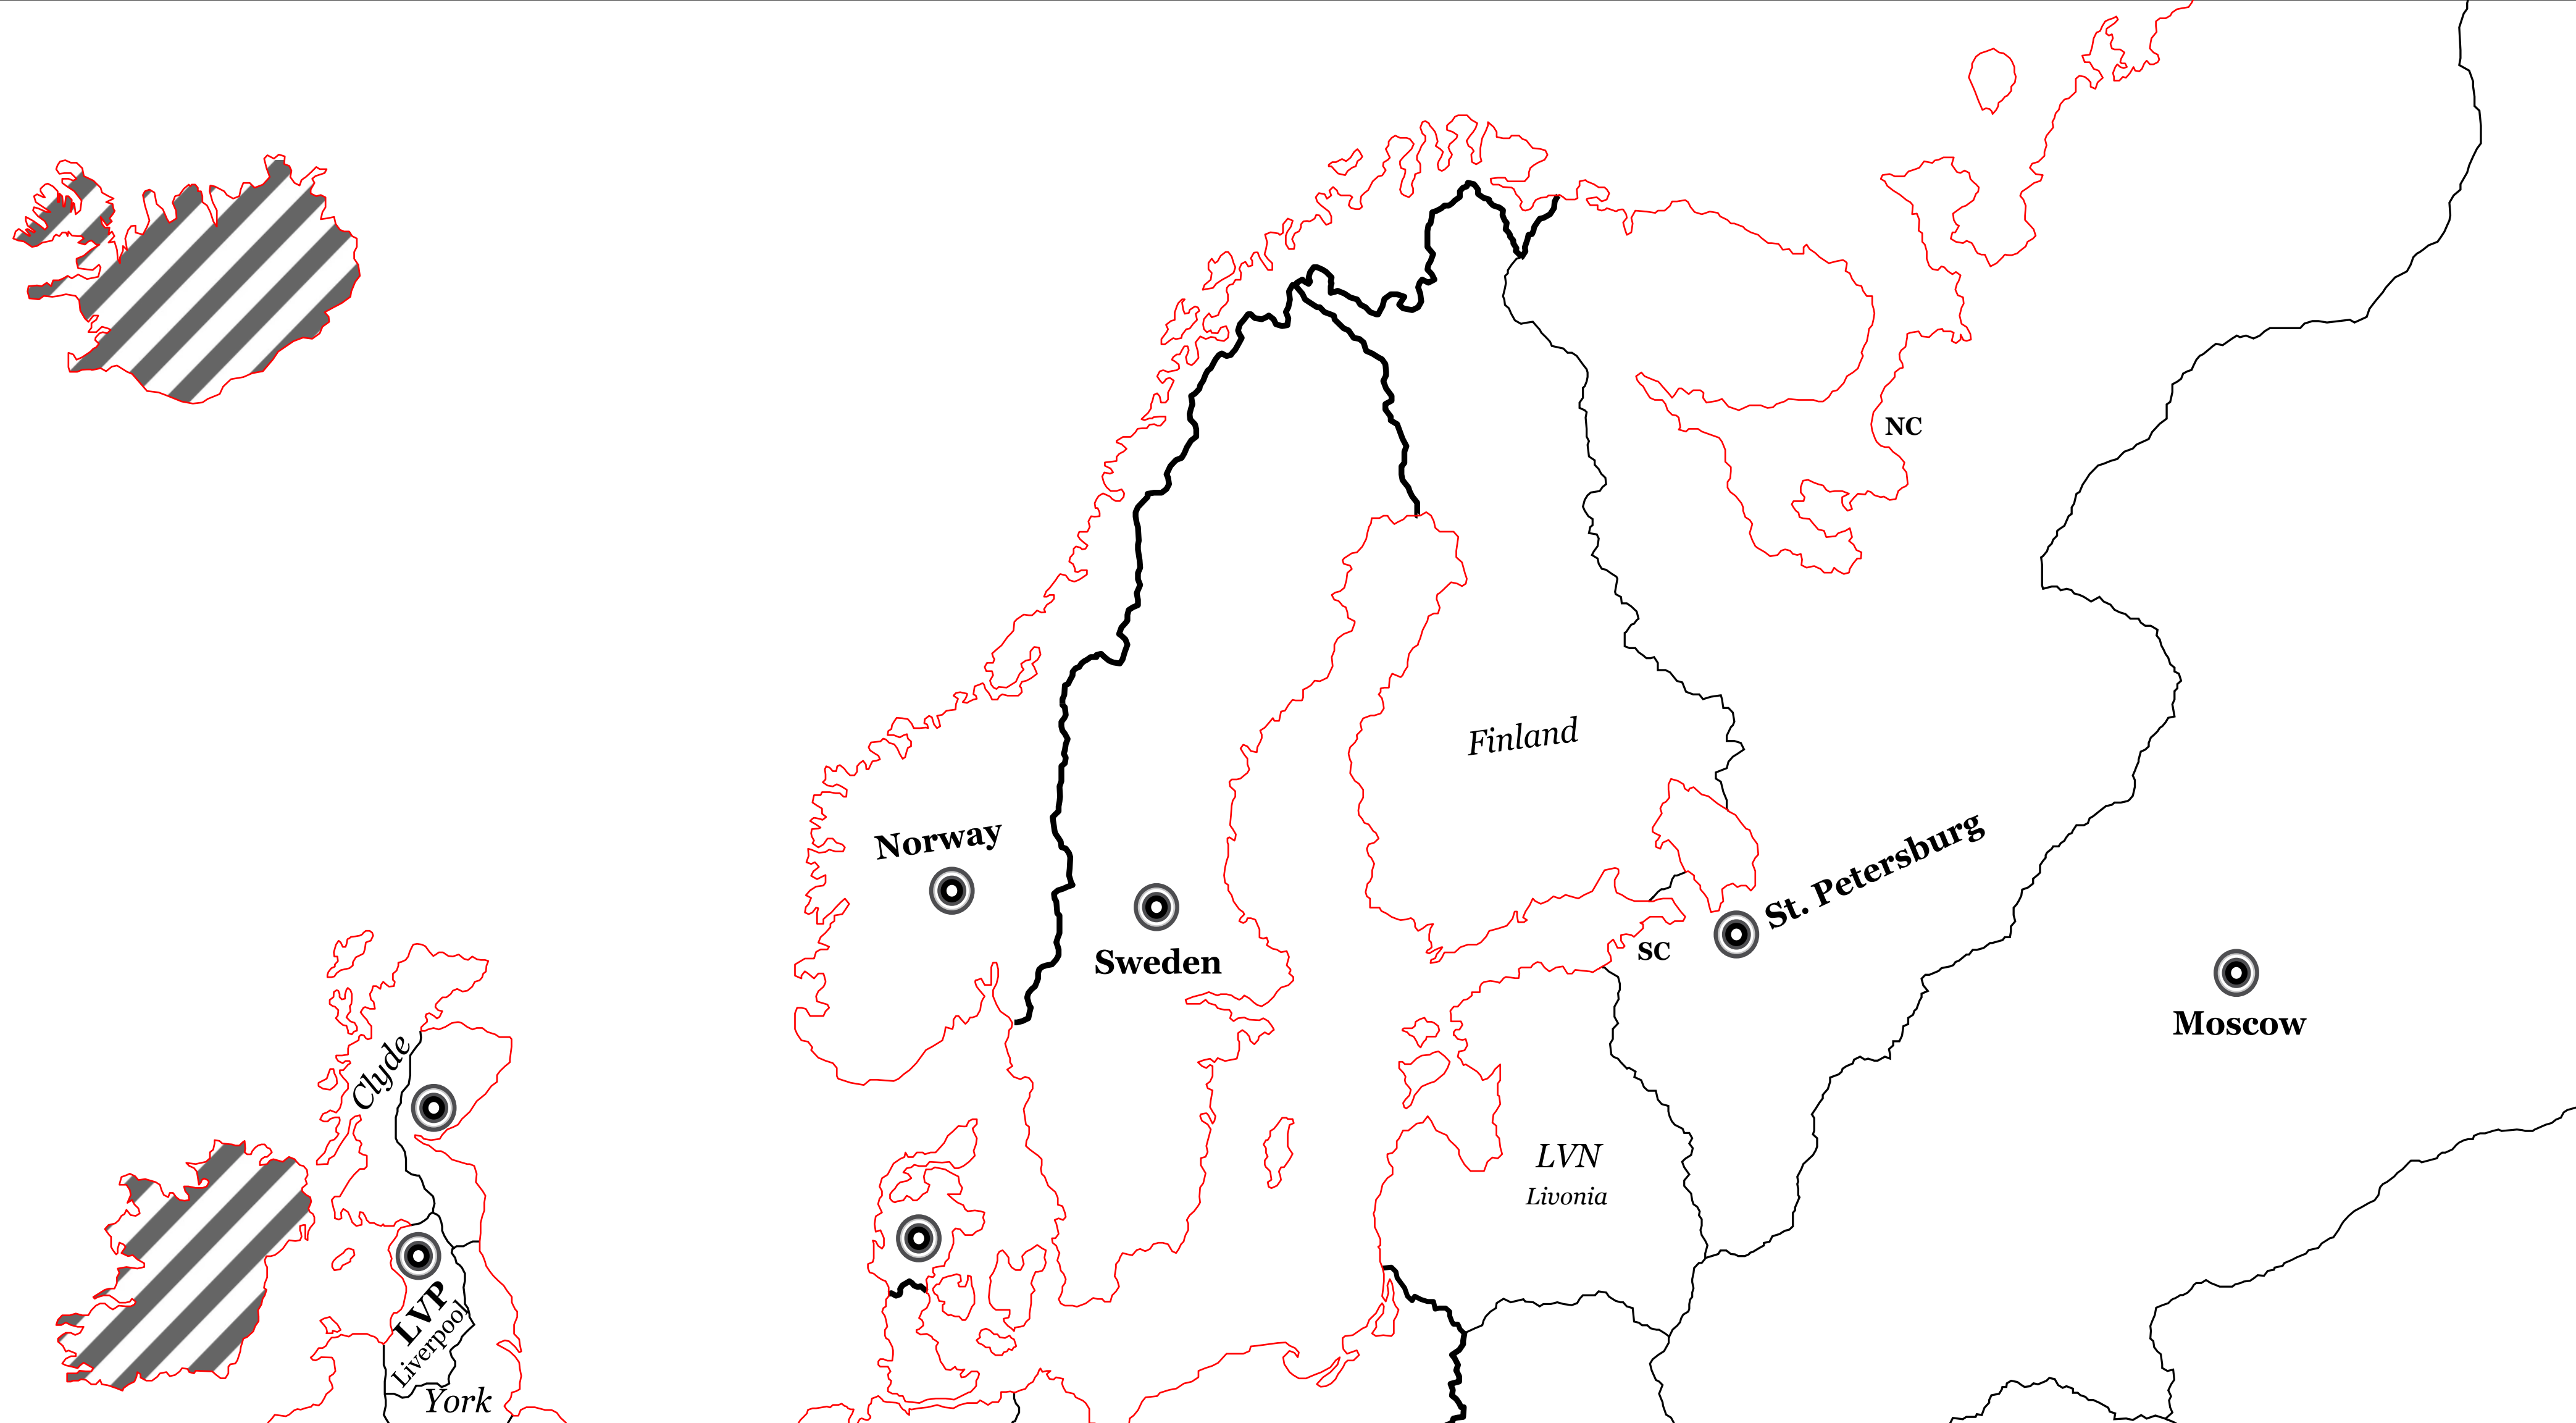 NC
Finland
Norway
St. Petersburg
SC
Sweden
Moscow
Clyde
LVN
Livonia
LVP
Liverpool
York